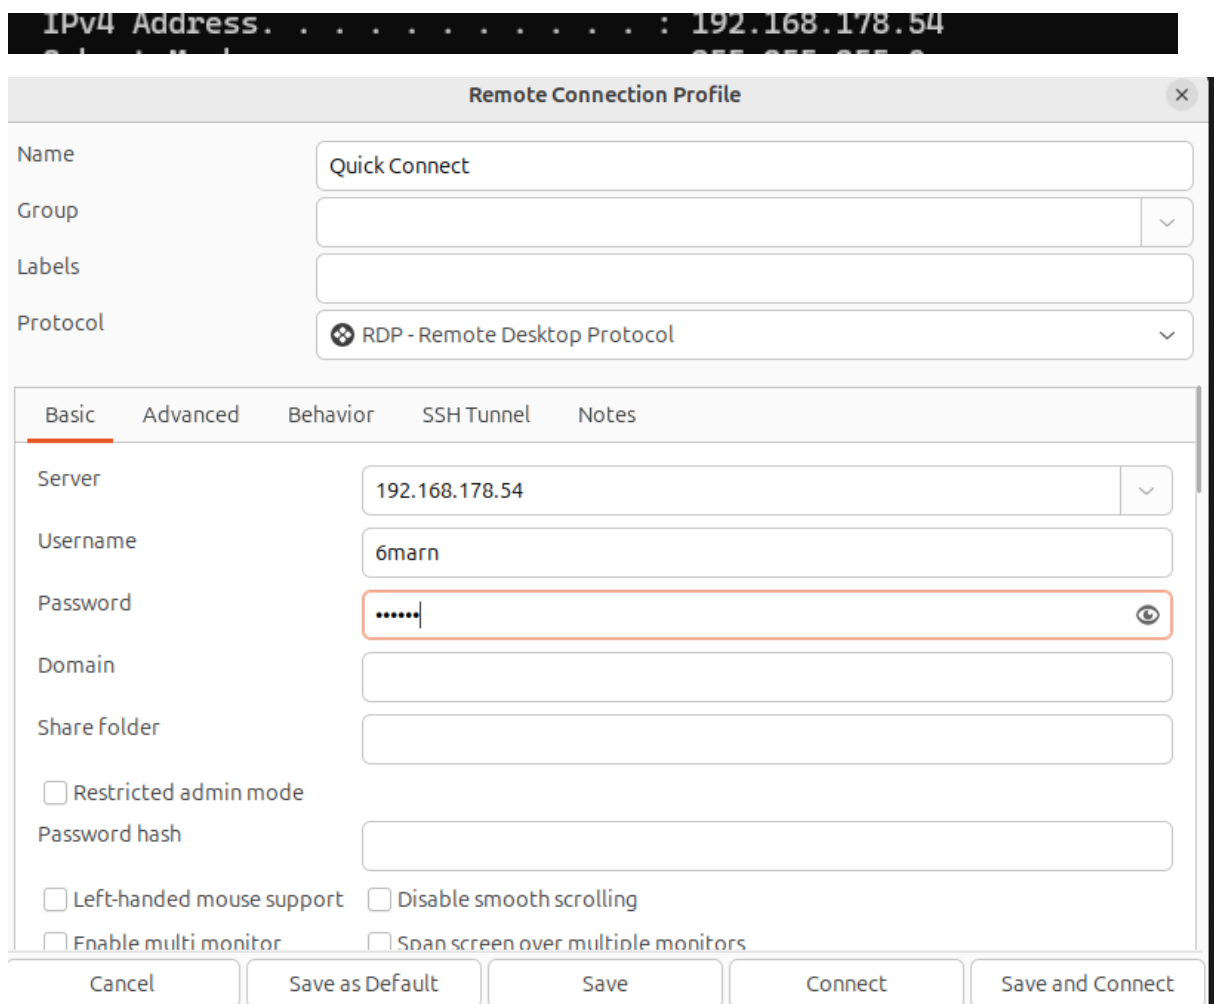 IPv4 Address. . . . . . . . . . . : 192.168.178.54
Remote Connection Profile
Name
Quick Connect
Group
Labels
Protocol
RDP - Remote Desktop Protocol
Basic Advanced Behavior SSH Tunnel Notes
Server
192.168.178.54
Username
6marn
Password
••••••
Domain
Share folder
Restricted admin mode
Password hash
Left-handed mouse support Disable smooth scrolling
Enable multi monitor Span screen over multiple monitors
Cancel Save as Default Save Connect Save and Connect